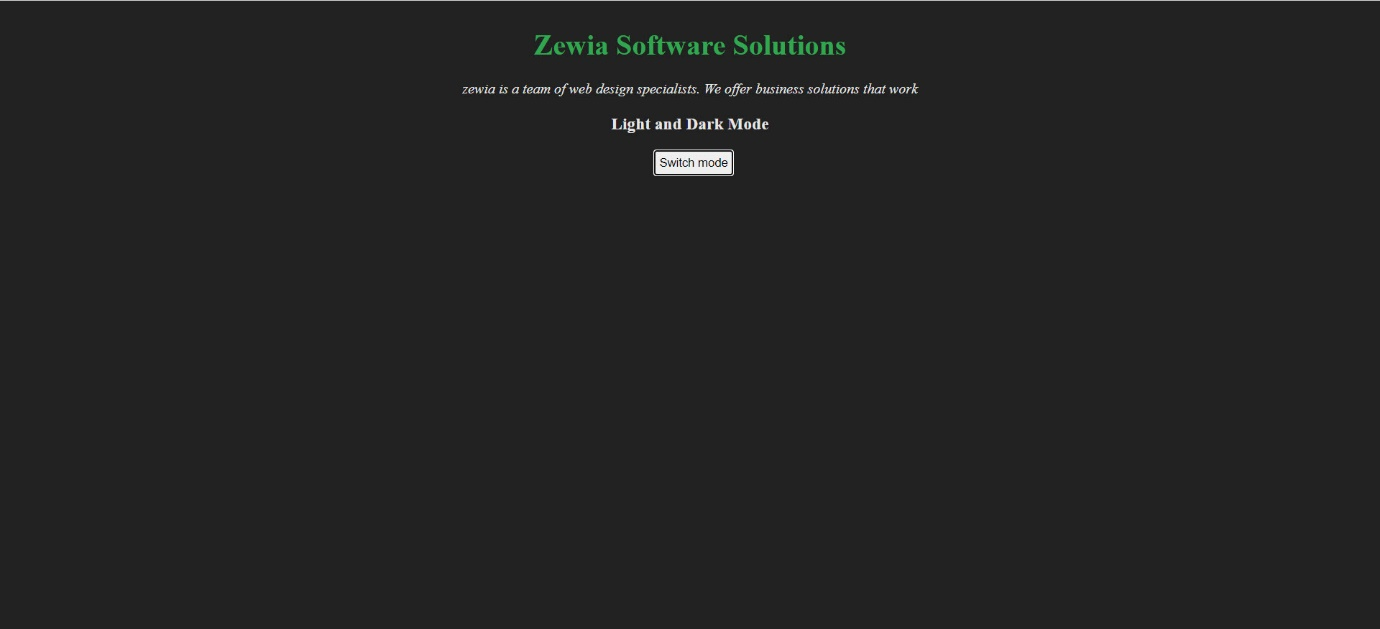 Zewia Software Solutions
zewia is a team of web design specialists. We offer business solutions that work
Light and Dark Mode
Switch mode